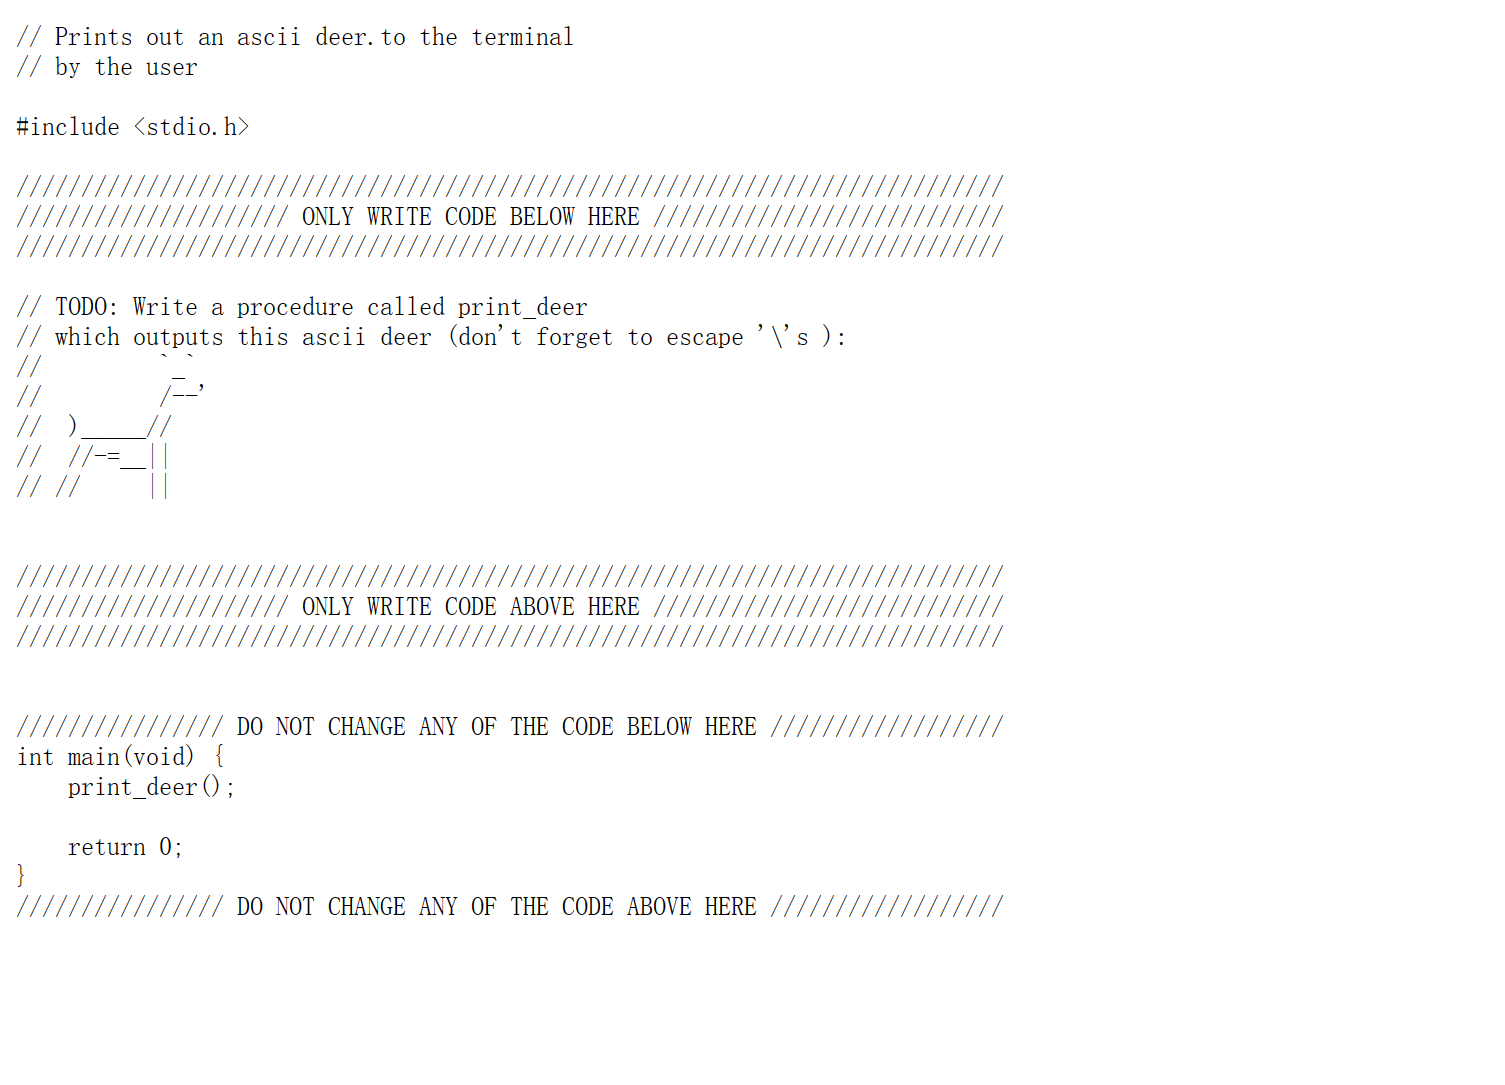 // Prints out an ascii deer.to the terminal
// by the user

#include <stdio.h>

////////////////////////////////////////////////////////////////////////////
///////////////////// ONLY WRITE CODE BELOW HERE ///////////////////////////
////////////////////////////////////////////////////////////////////////////

// TODO: Write a procedure called print_deer
// which outputs this ascii deer (don't forget to escape '\'s ):
//         `_`
//         /--'
//  )_____//
//  //-=__||
// //     ||


////////////////////////////////////////////////////////////////////////////
///////////////////// ONLY WRITE CODE ABOVE HERE ///////////////////////////
////////////////////////////////////////////////////////////////////////////


//////////////// DO NOT CHANGE ANY OF THE CODE BELOW HERE //////////////////
int main(void) {
    print_deer();

    return 0;
}
//////////////// DO NOT CHANGE ANY OF THE CODE ABOVE HERE //////////////////